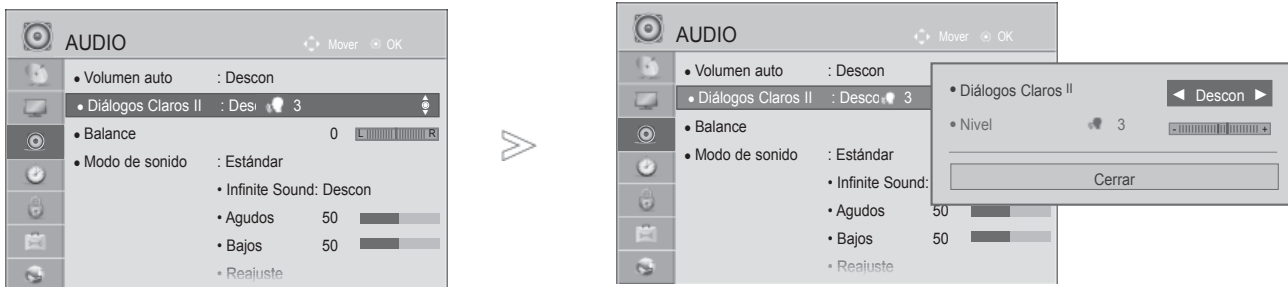 AUDIO
Mover OK
• Volumen auto : Descon
• Diálogos Claros II : Des 3
• Balance 0 L R
• Modo de sonido : Estándar
• Infinite Sound: Descon
• Agudos 50
• Bajos 50
• Reajuste
AUDIO
Mover OK
• Volumen auto : Descon
• Diálogos Claros II : Desco 3
• Balance
• Modo de sonido : Estándar
• Infinite Sound:
• Agudos 50
• Bajos 50
• Reajuste
• Diálogos Claros II ◄ Descon ►
• Nivel 3 - +
Cerrar